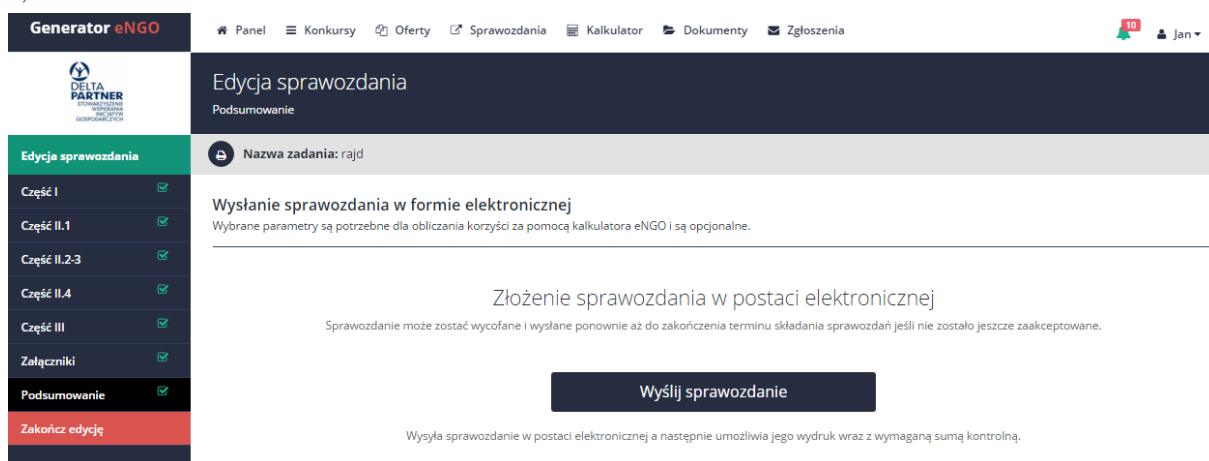 Generator eNGO
Panel Konkursy Oferty Sprawozdania Kalkulator Dokumenty Zgłoszenia 10 Jan
DELTA
PARTNER
STOWARZYSZENIE
WSPIERANIA
INICJATYW
GOSPODARCZYCH
Edycja sprawozdania
Podsumowanie
Edycja sprawozdania
Nazwa zadania: rajd
Część I
Część II.1
Część II.2-3
Część II.4
Część III
Załączniki
Podsumowanie
Zakończ edycję
Wysłanie sprawozdania w formie elektronicznej
Wybrane parametry są potrzebne dla obliczania korzyści za pomocą kalkulatora eNGO i są opcjonalne.
Złożenie sprawozdania w postaci elektronicznej
Sprawozdanie może zostać wycofane i wysłane ponownie aż do zakończenia terminu składania sprawozdań jeśli nie zostało jeszcze zaakceptowane.
Wyślij sprawozdanie
Wysyła sprawozdanie w postaci elektronicznej a następnie umożliwia jego wydruk wraz z wymaganą sumą kontrolną.